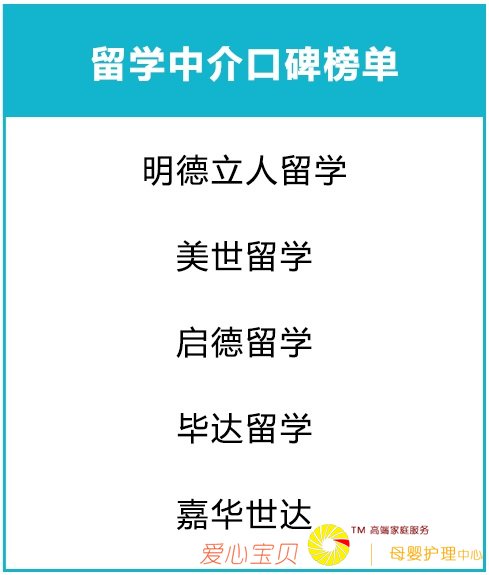 留学中介口碑榜单
明德立人留学
美世留学
启德留学
毕达留学
嘉华世达
TM 高端家庭服务
爱心宝贝 | 母婴护理中心